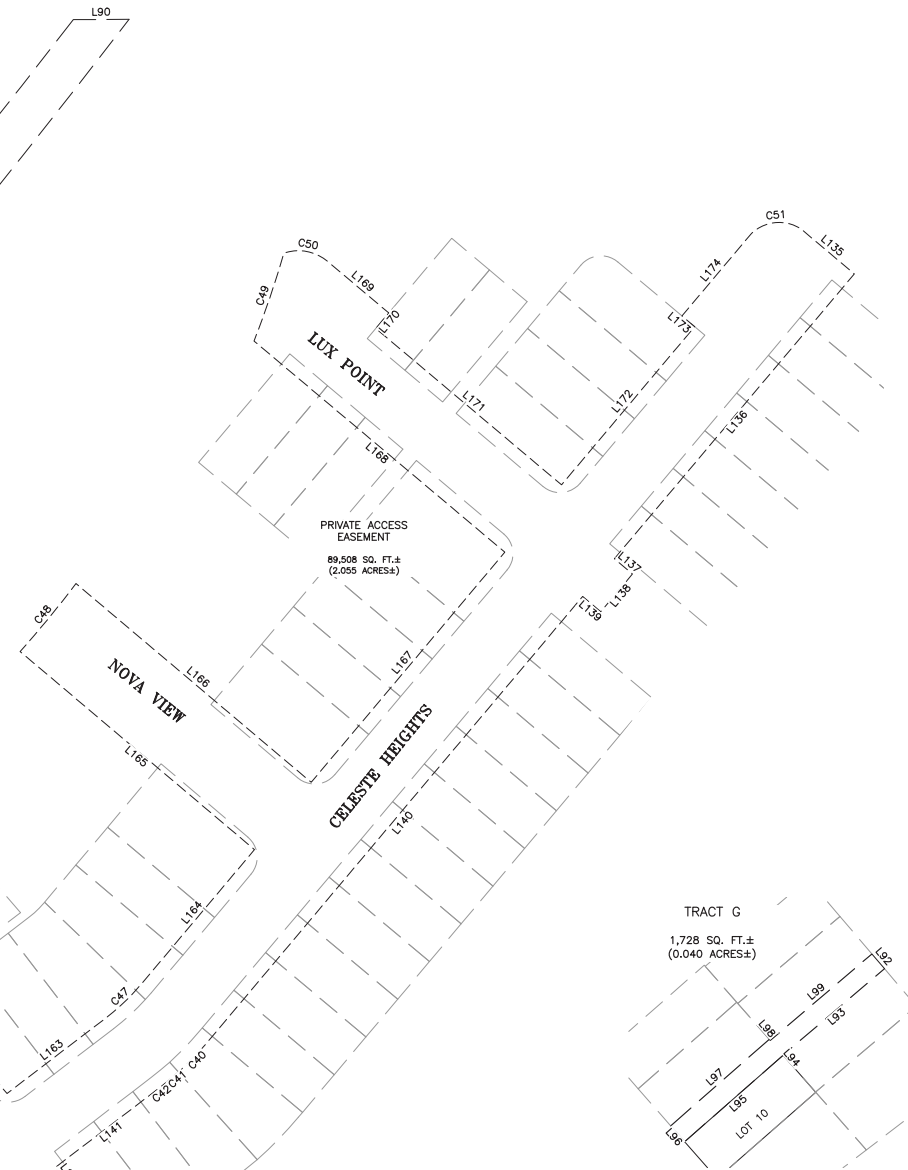 L90
C51
L135
C50
L169
L174
C49
L170
L173
LUX POINT
L171
L172
L136
L168
PRIVATE ACCESS
EASEMENT
89,508 SQ. FT.±
(2.055 ACRES±)
L137
L138
L139
C48
L166
L167
NOVA VIEW
CELESTE HEIGHTS
L165
L140
L164
TRACT G
1,728 SQ. FT.±
(0.040 ACRES±)
L92
L99
L93
C47
L98
L163
C40
L94
C41
C42
L97
L95
L141
LOT 10
L96